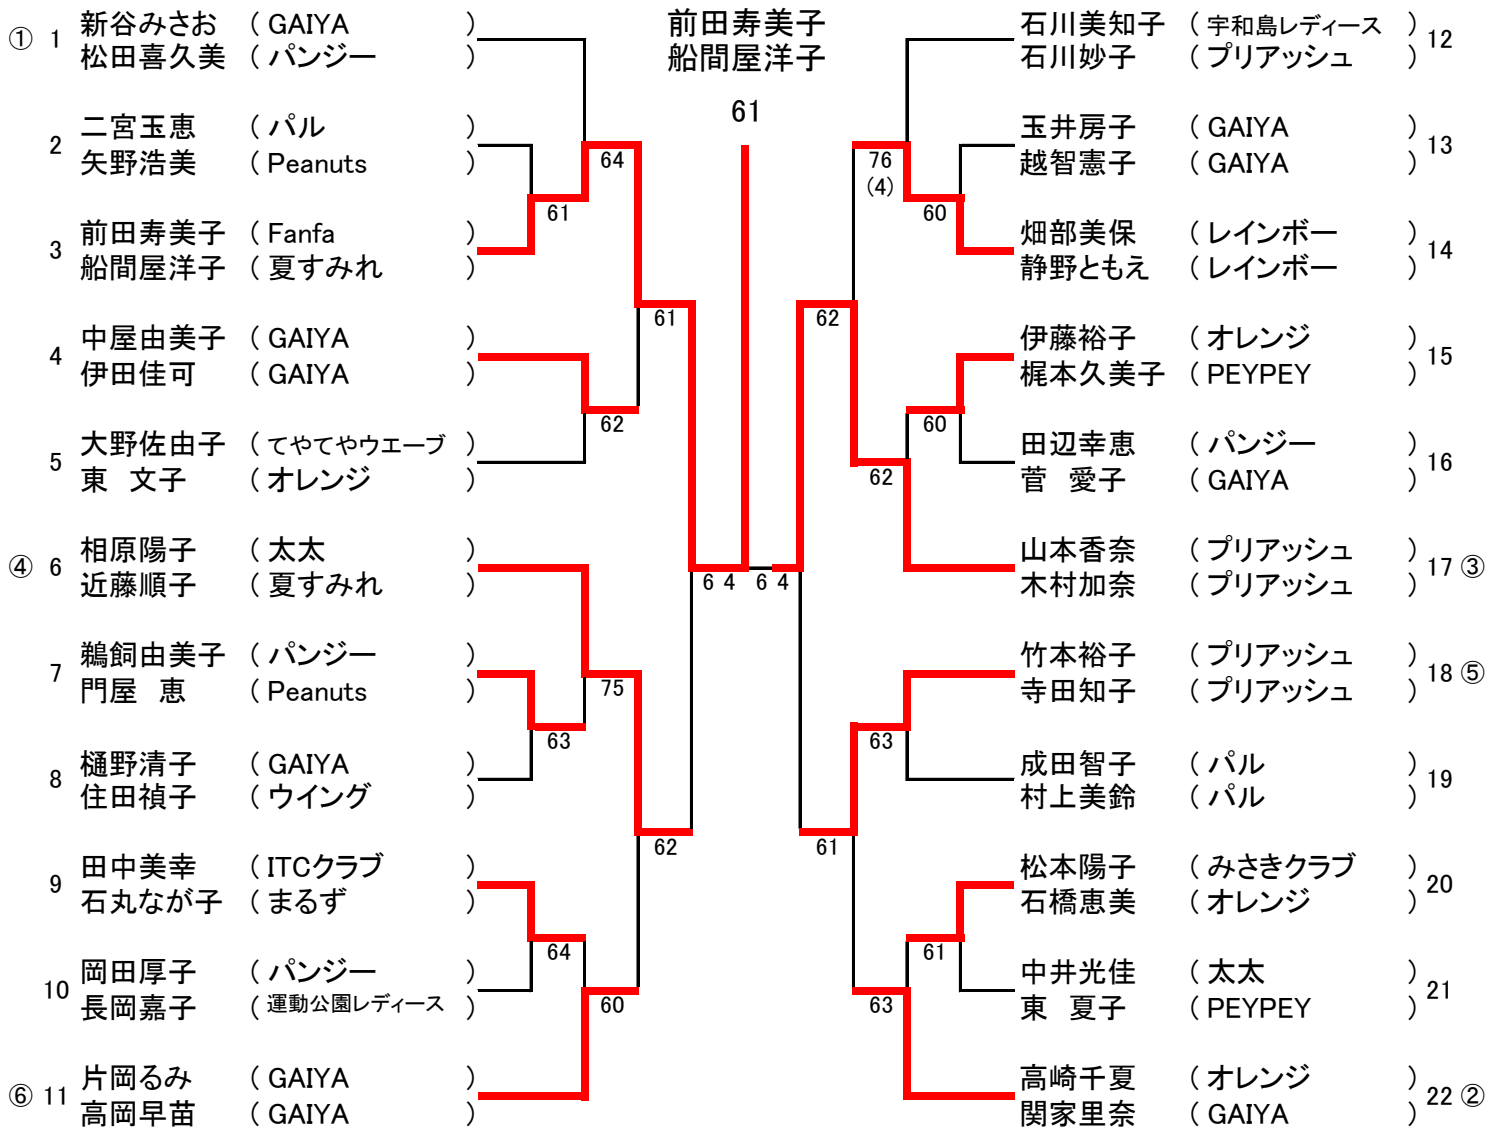 前田寿美子
船間屋洋子
61
① 1 新谷みさお ( GAIYA )
松田喜久美 ( パンジー )
2 二宮玉恵 ( パル )
矢野浩美 ( Peanuts )
3 前田寿美子 ( Fanfa )
船間屋洋子 ( 夏すみれ )
4 中屋由美子 ( GAIYA )
伊田佳可 ( GAIYA )
5 大野佐由子 ( てやてやウエーブ )
東 文子 ( オレンジ )
④ 6 相原陽子 ( 太太 )
近藤順子 ( 夏すみれ )
7 鵜飼由美子 ( パンジー )
門屋 恵 ( Peanuts )
8 樋野清子 ( GAIYA )
住田禎子 ( ウイング )
9 田中美幸 ( ITCクラブ )
石丸なが子 ( まるず )
10 岡田厚子 ( パンジー )
長岡嘉子 ( 運動公園レディース )
⑥ 11 片岡るみ ( GAIYA )
高岡早苗 ( GAIYA )
64
61
61
62
6 4
75
63
62
64
60
石川美知子 ( 宇和島レディース ) 12
石川妙子 ( プリアッシュ )
玉井房子 ( GAIYA ) 13
越智憲子 ( GAIYA )
畑部美保 ( レインボー ) 14
静野ともえ ( レインボー )
伊藤裕子 ( オレンジ ) 15
梶本久美子 ( PEYPEY )
田辺幸恵 ( パンジー ) 16
菅 愛子 ( GAIYA )
山本香奈 ( プリアッシュ ) 17 ③
木村加奈 ( プリアッシュ )
竹本裕子 ( プリアッシュ ) 18 ⑤
寺田知子 ( プリアッシュ )
成田智子 ( パル ) 19
村上美鈴 ( パル )
松本陽子 ( みさきクラブ ) 20
石橋恵美 ( オレンジ )
中井光佳 ( 太太 ) 21
東 夏子 ( PEYPEY )
高崎千夏 ( オレンジ ) 22 ②
関家里奈 ( GAIYA )
76
(4)
60
62
60
62
6 4
63
61
61
63